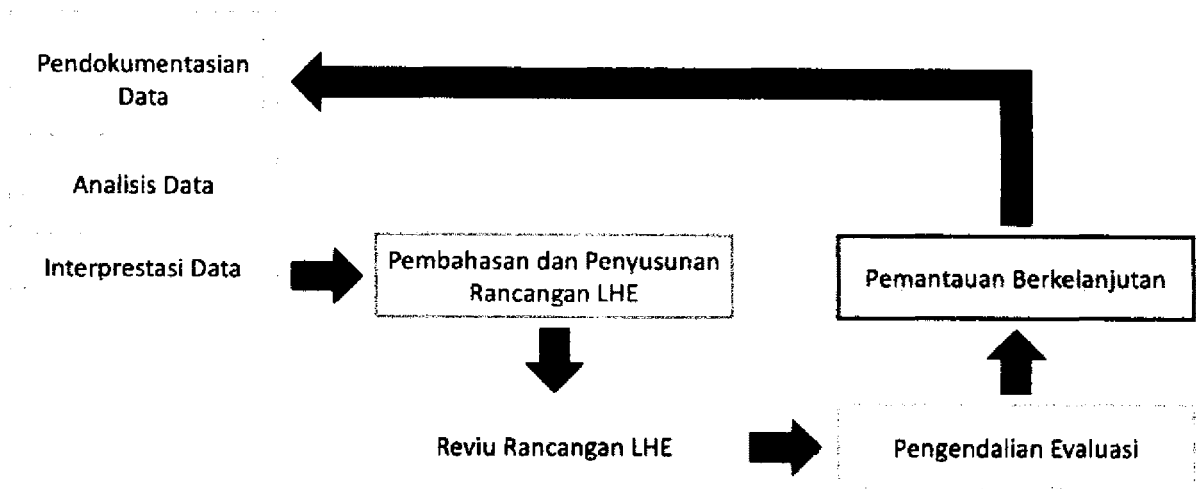 Pendokumentasian
Data
Analisis Data
Interprestasi Data
Pembahasan dan Penyusunan
Rancangan LHE
Pemantauan Berkelanjutan
Reviu Rancangan LHE
Pengendalian Evaluasi